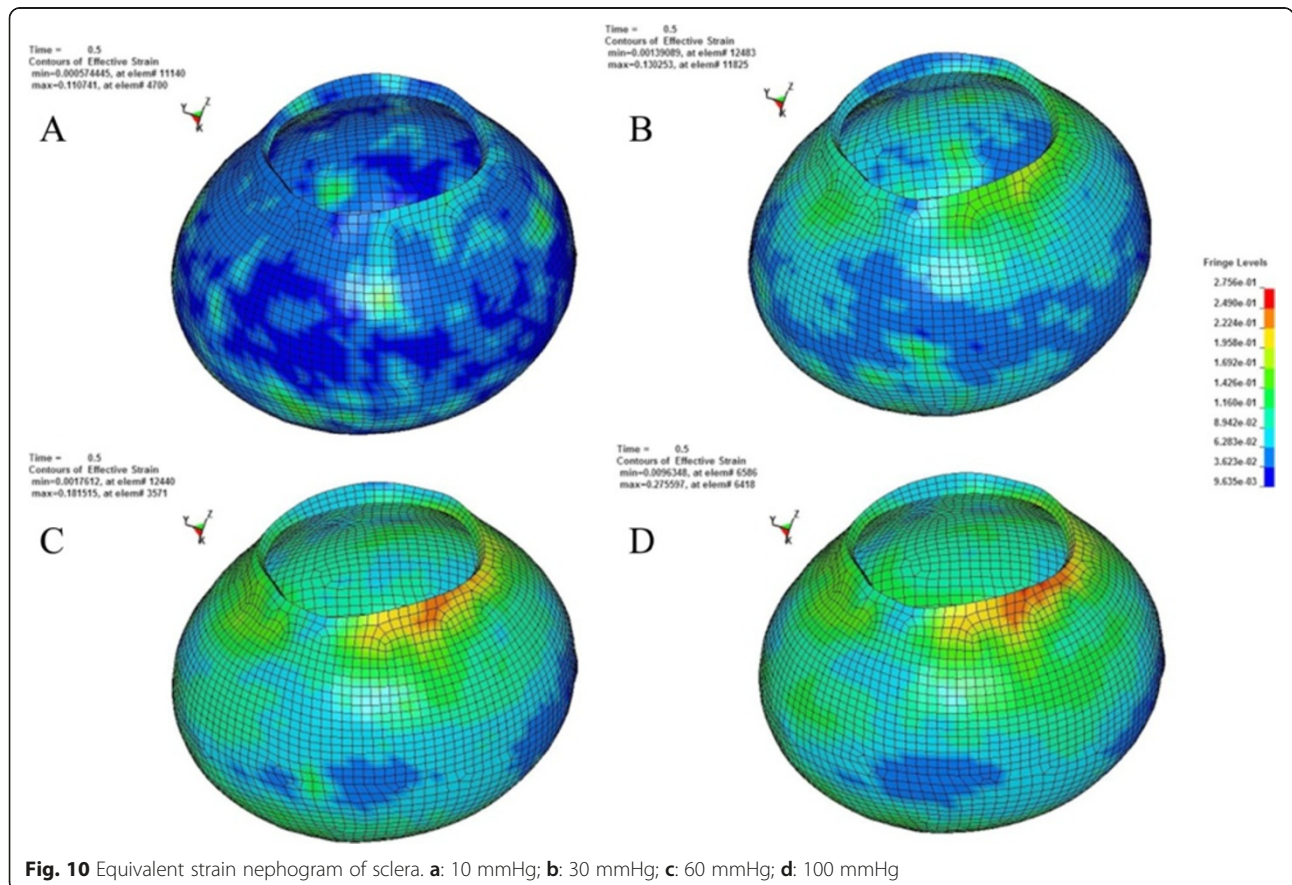 Time = 0.5
Contours of Effective Strain
min=0.000574445, at elem# 11140
max=0.110741, at elem# 4700
Y Z X
A
Time = 0.5
Contours of Effective Strain
min=0.00139089, at elem# 12483
max=0.130253, at elem# 11825
Y Z X
B
Fringe Levels
2.756e-01
2.490e-01
2.224e-01
1.958e-01
1.692e-01
1.426e-01
1.160e-01
8.942e-02
6.283e-02
3.623e-02
9.635e-03
Time = 0.5
Contours of Effective Strain
min=0.0017612, at elem# 12440
max=0.181515, at elem# 3571
Y Z X
C
Time = 0.5
Contours of Effective Strain
min=0.0096348, at elem# 6586
max=0.275597, at elem# 6418
Y Z X
D
Fig. 10 Equivalent strain nephogram of sclera. a: 10 mmHg; b: 30 mmHg; c: 60 mmHg; d: 100 mmHg